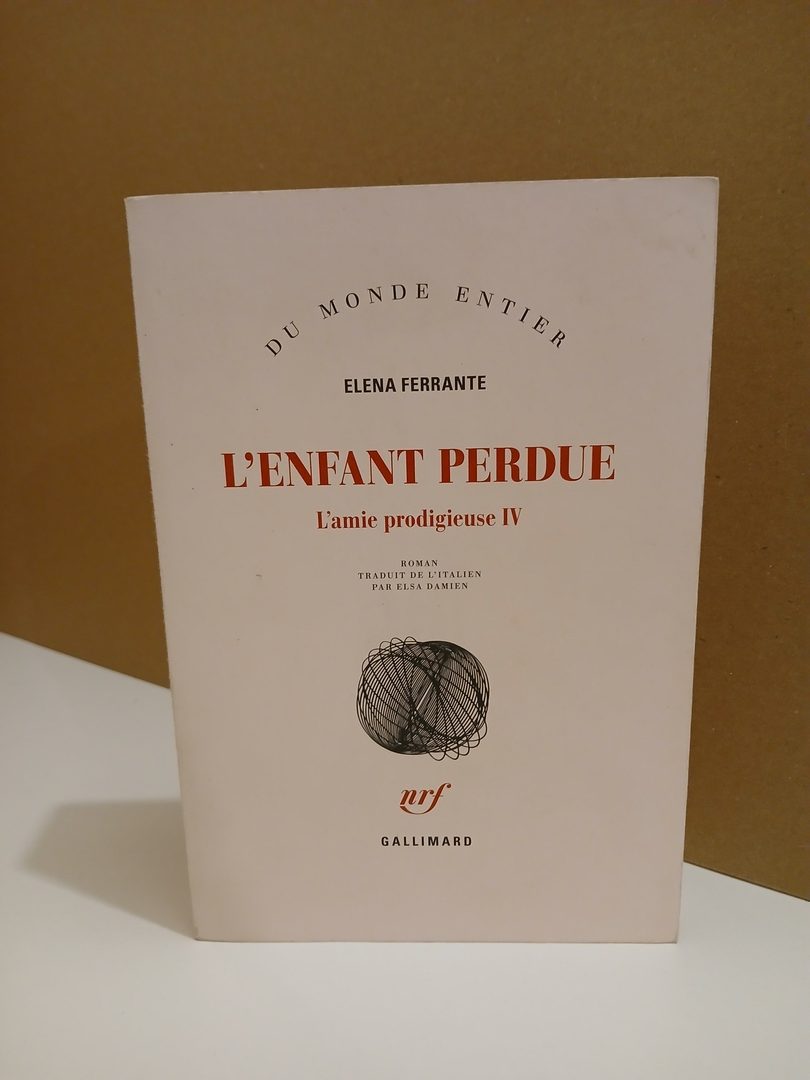 DU MONDE ENTIER
ELENA FERRANTE
L'ENFANT PERDUE
L'amie prodigieuse IV
ROMAN
TRADUIT DE L'ITALIEN
PAR ELSA DAMIEN
nrf
GALLIMARD